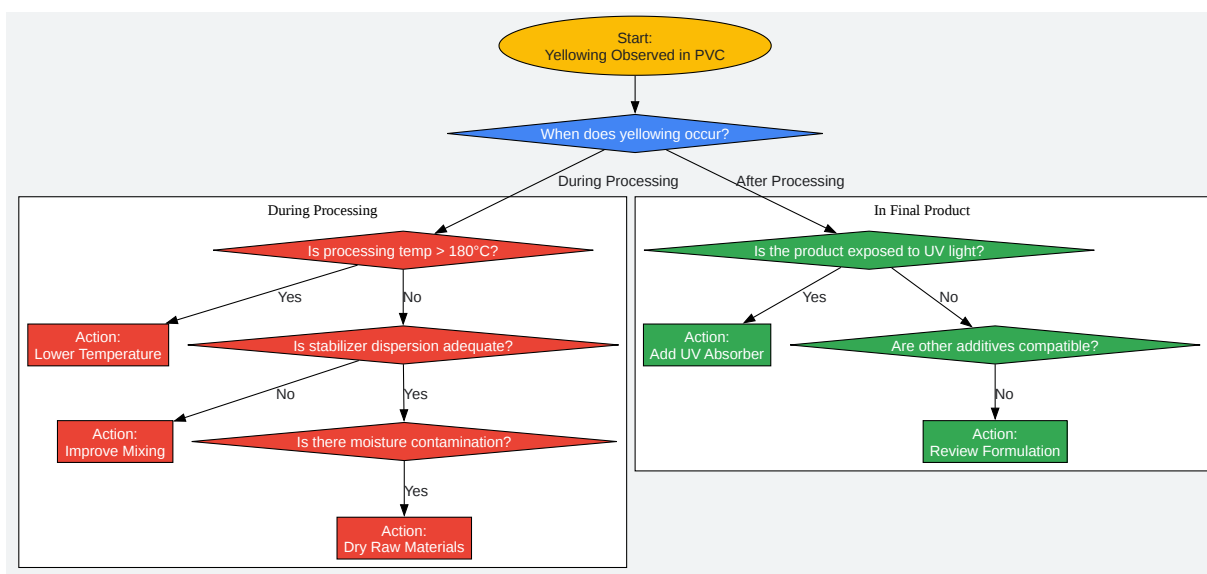 Start:
Yellowing Observed in PVC
When does yellowing occur?
During Processing
After Processing
During Processing
In Final Product
Is processing temp > 180°C?
Is the product exposed to UV light?
Yes
No
Yes
No
Action:
Lower Temperature
Is stabilizer dispersion adequate?
Action:
Add UV Absorber
Are other additives compatible?
No
Yes
No
Action:
Improve Mixing
Is there moisture contamination?
Action:
Review Formulation
Yes
Action:
Dry Raw Materials